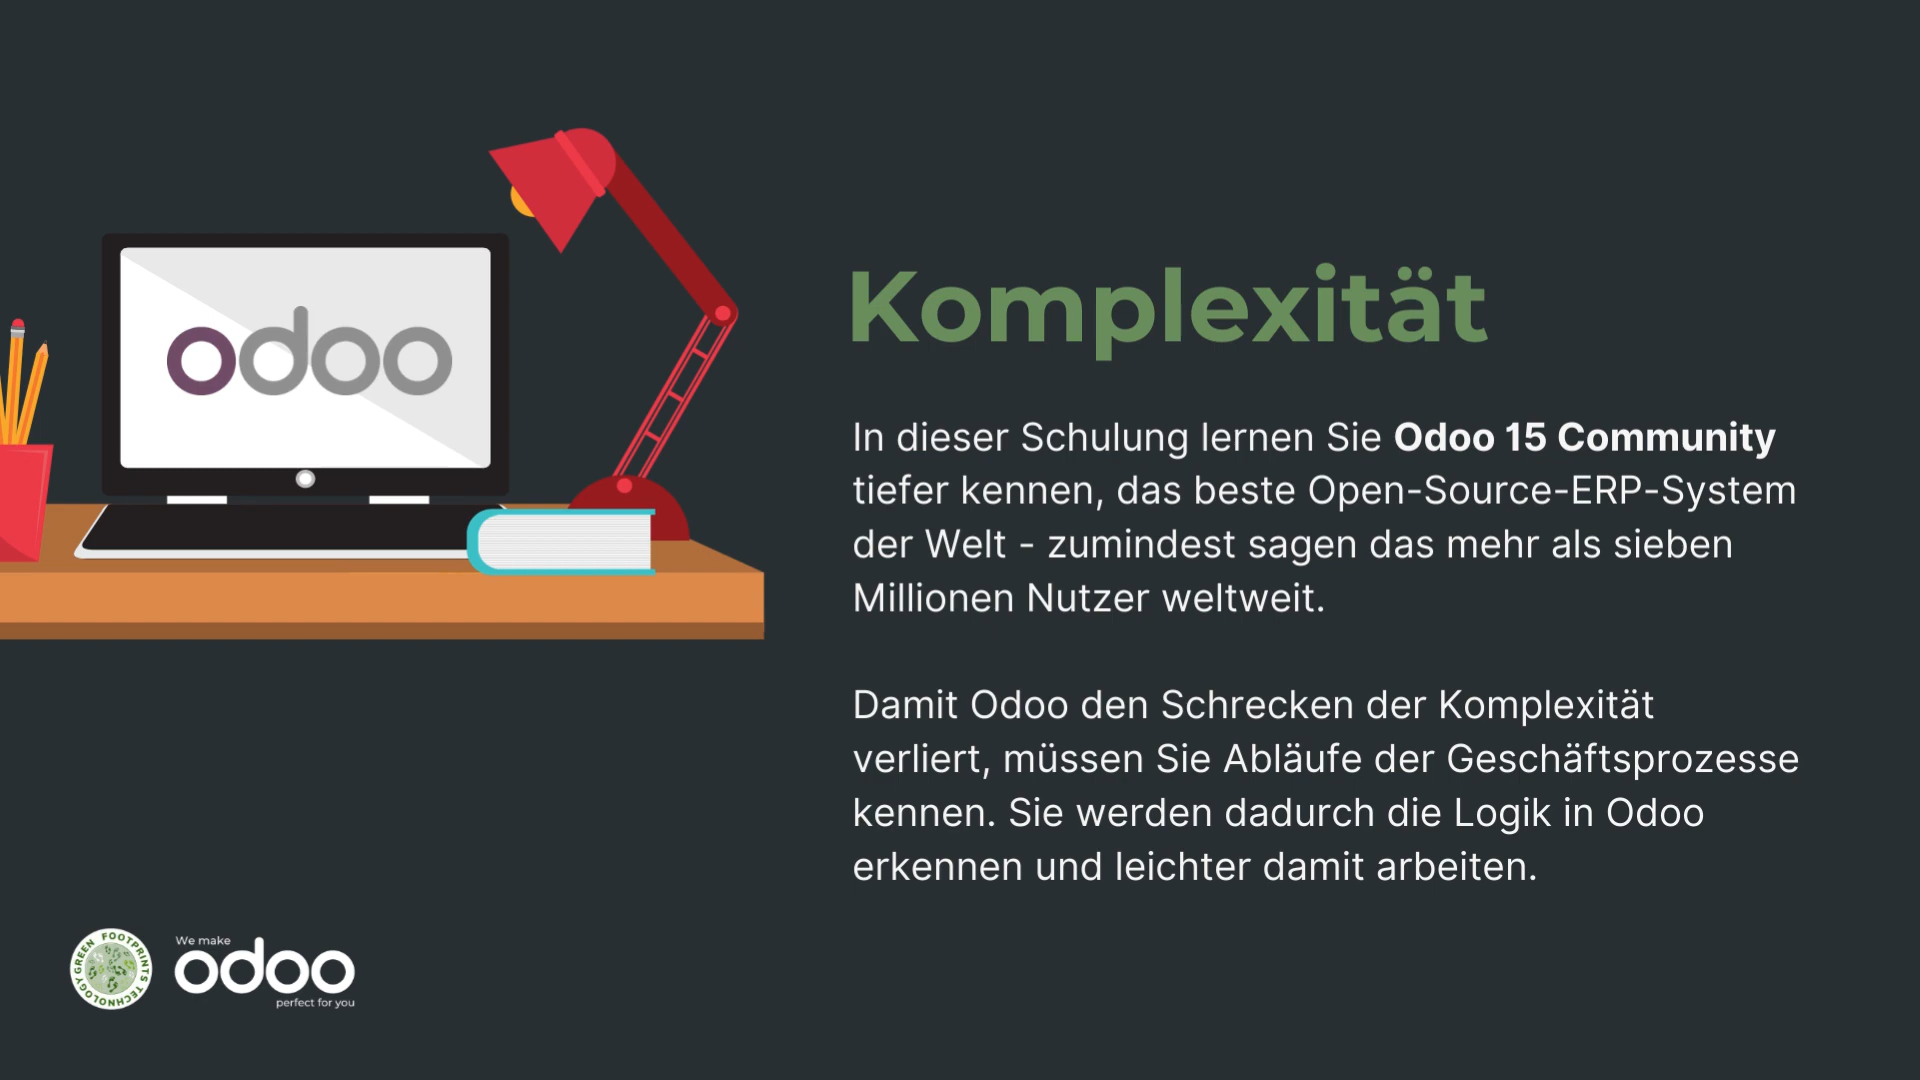 odoo
Komplexität
In dieser Schulung lernen Sie Odoo 15 Community
tiefer kennen, das beste Open-Source-ERP-System
der Welt - zumindest sagen das mehr als sieben
Millionen Nutzer weltweit.
Damit Odoo den Schrecken der Komplexität
verliert, müssen Sie Abläufe der Geschäftsprozesse
kennen. Sie werden dadurch die Logik in Odoo
erkennen und leichter damit arbeiten.
GREEN FOOTPRINTS TECHNOLOGY
We make
odoo
perfect for you